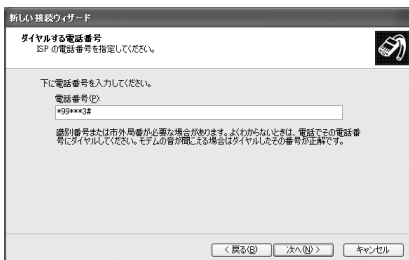 新しい接続ウィザード
ダイヤルする電話番号
ISP の電話番号を指定してください。
下に電話番号を入力してください。
電話番号(P):
*99***3#
識別番号または市外局番が必要な場合があります。よくわからないときは、電話でその電話番
号にダイヤルしてください。モデムの音が聞こえる場合はダイヤルしたその番号が正解です。
< 戻る(B)
次へ(N) >
キャンセル